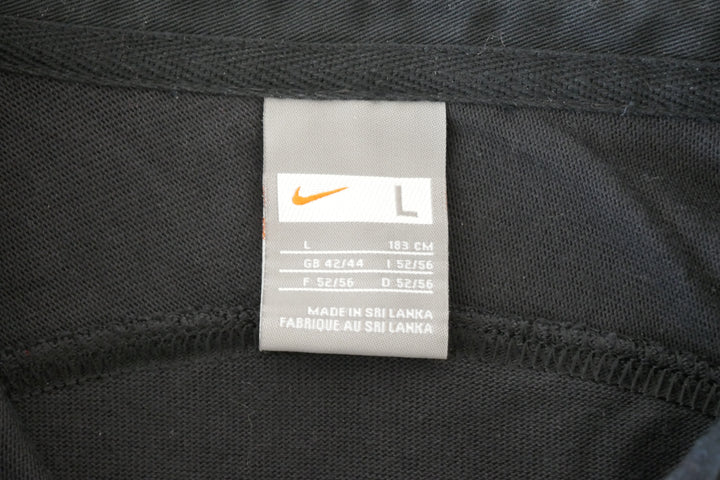 L
L 183 CM
GB 42/44 I 52/56
F 52/56 D 52/56
MADE IN SRI LANKA
FABRIQUE AU SRI LANKA